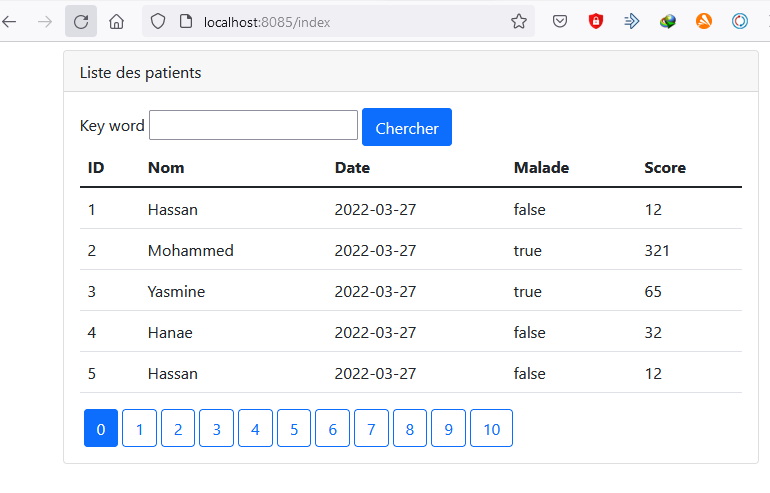 localhost:8085/index
Liste des patients
Key word Chercher
ID Nom Date Malade Score
1 Hassan 2022-03-27 false 12
2 Mohammed 2022-03-27 true 321
3 Yasmine 2022-03-27 true 65
4 Hanae 2022-03-27 false 32
5 Hassan 2022-03-27 false 12
0 1 2 3 4 5 6 7 8 9 10